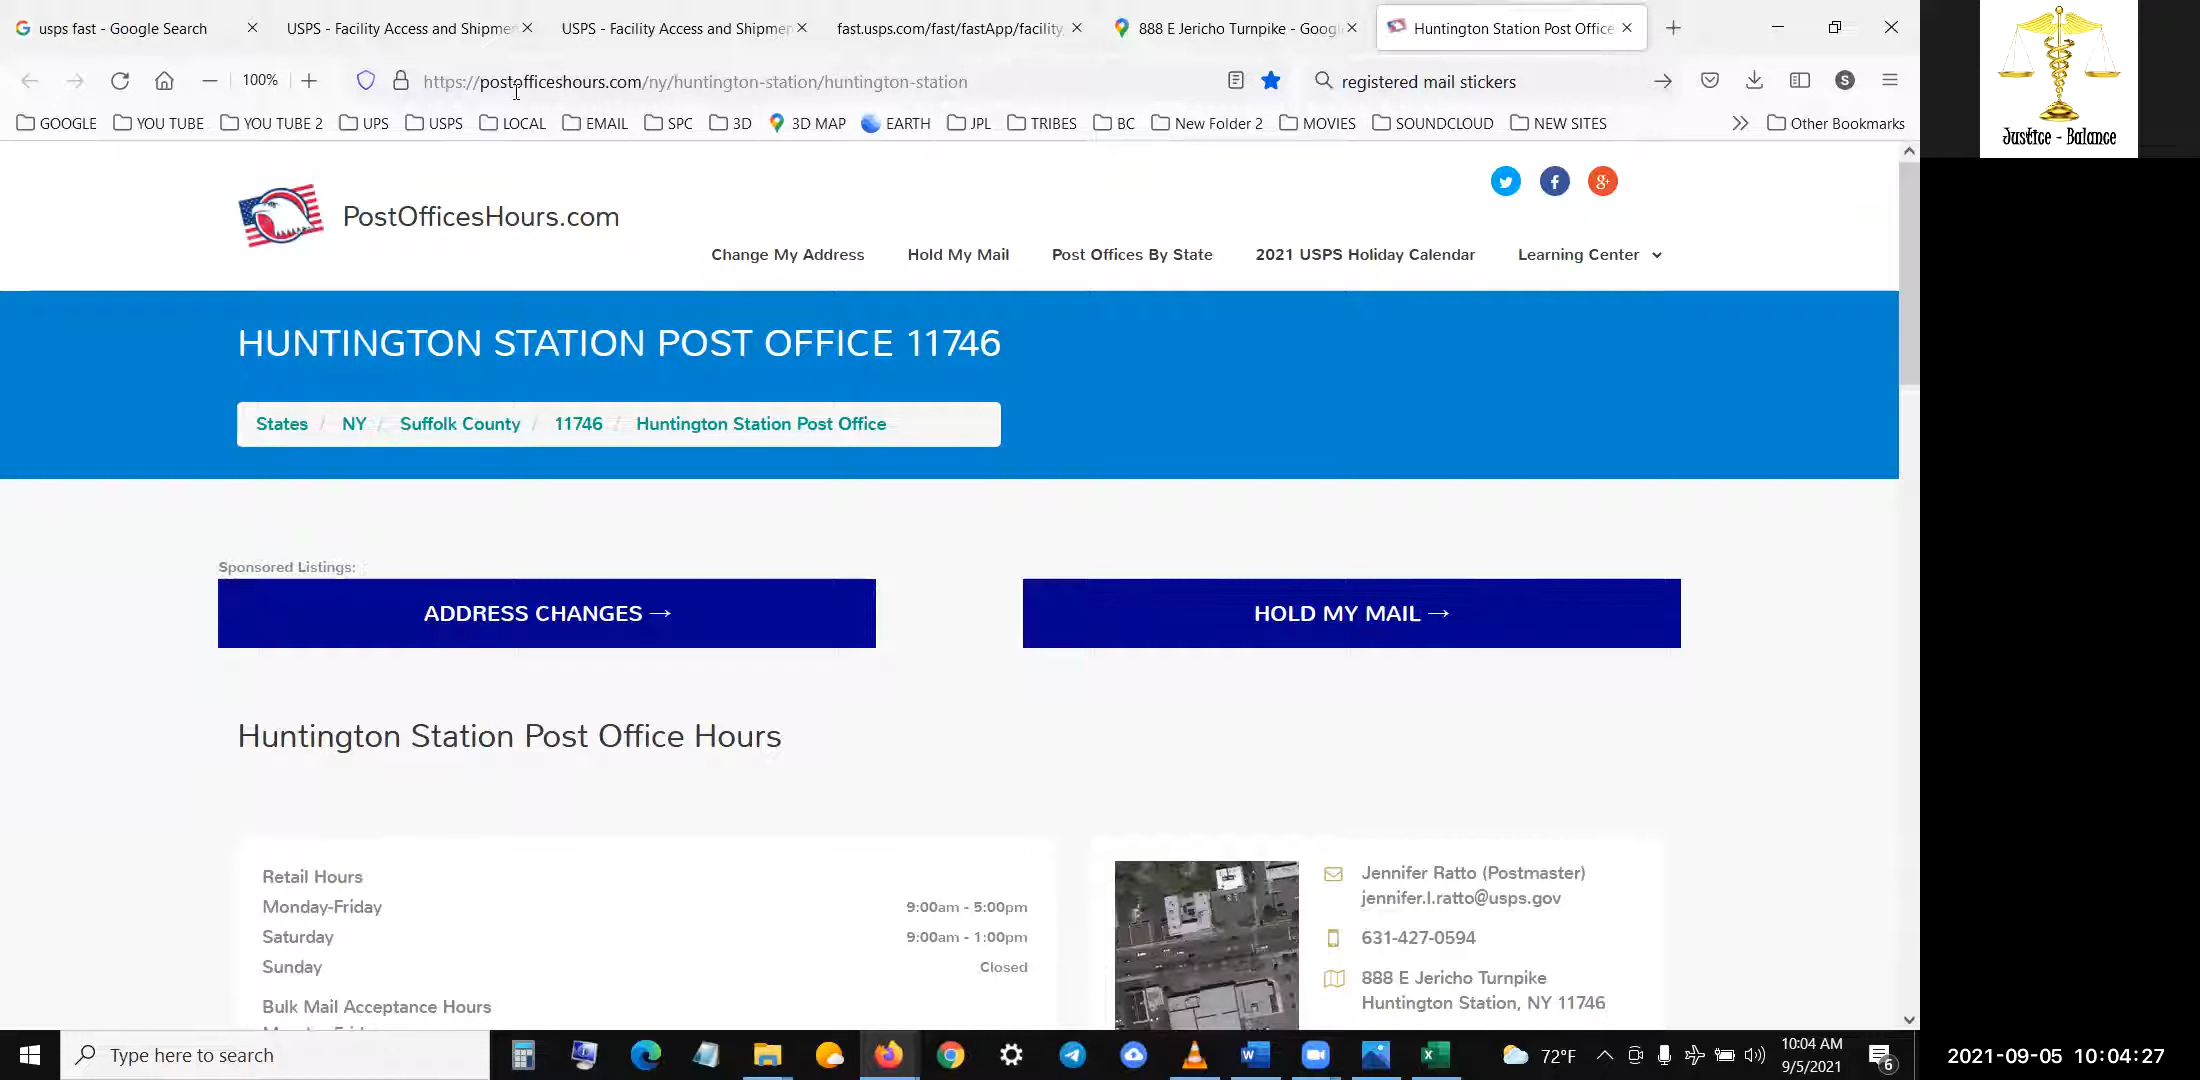 usps fast - Google Search
USPS - Facility Access and Shipmen
USPS - Facility Access and Shipmen
fast.usps.com/fast/fastApp/facility
888 E Jericho Turnpike - Googl
Huntington Station Post Office
100%
https://postofficeshours.com/ny/huntington-station/huntington-station
registered mail stickers
S
GOOGLE
YOU TUBE
YOU TUBE 2
UPS
USPS
LOCAL
EMAIL
SPC
3D
3D MAP
EARTH
JPL
TRIBES
BC
New Folder 2
MOVIES
SOUNDCLOUD
NEW SITES
Other Bookmarks
Justice - Balance
PostOfficesHours.com
Change My Address
Hold My Mail
Post Offices By State
2021 USPS Holiday Calendar
Learning Center
HUNTINGTON STATION POST OFFICE 11746
States / NY / Suffolk County / 11746 / Huntington Station Post Office
Sponsored Listings:
ADDRESS CHANGES →
HOLD MY MAIL →
Huntington Station Post Office Hours
Retail Hours
Monday-Friday 9:00am - 5:00pm
Saturday 9:00am - 1:00pm
Sunday Closed
Bulk Mail Acceptance Hours
Jennifer Ratto (Postmaster)
jennifer.l.ratto@usps.gov
631-427-0594
888 E Jericho Turnpike
Huntington Station, NY 11746
Type here to search
72°F
10:04 AM
9/5/2021
6
2021-09-05 10:04:27